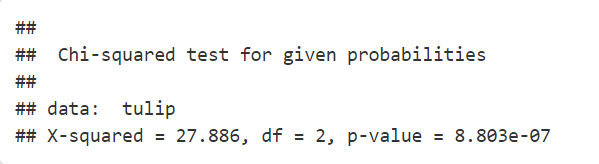 ##
##  Chi-squared test for given probabilities
##
## data:  tulip
## X-squared = 27.886, df = 2, p-value = 8.803e-07